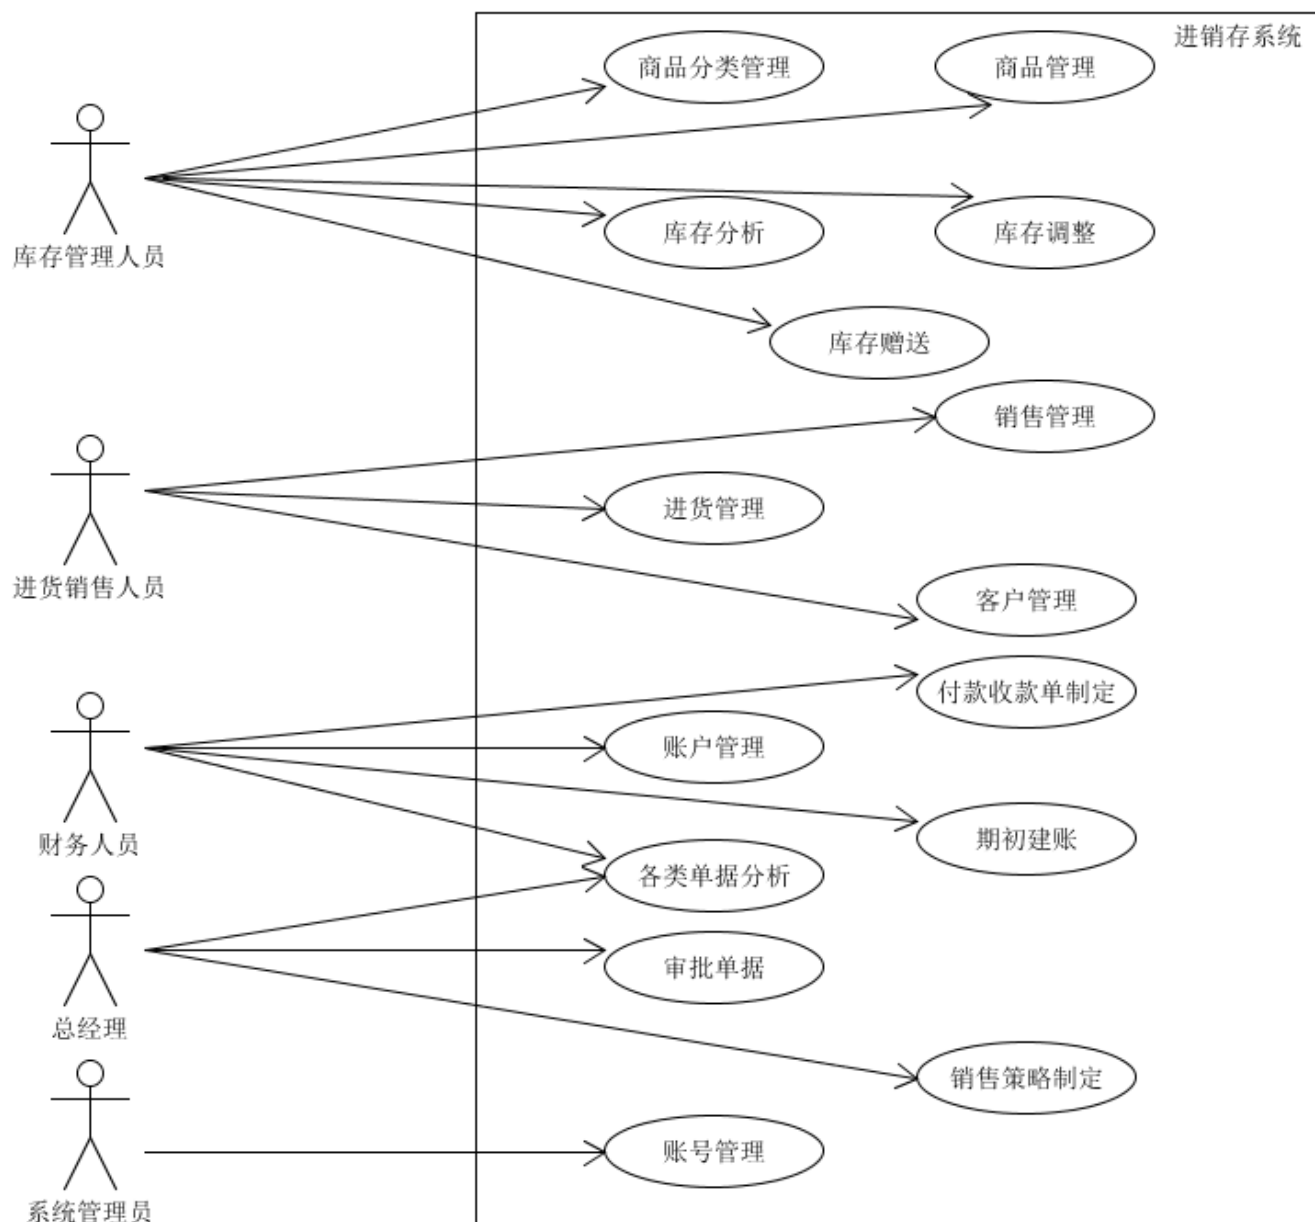 进销存系统
商品分类管理
商品管理
库存管理人员
库存分析
库存调整
库存赠送
销售管理
进货管理
进货销售人员
客户管理
付款收款单制定
账户管理
财务人员
期初建账
各类单据分析
审批单据
总经理
销售策略制定
账号管理
系统管理员